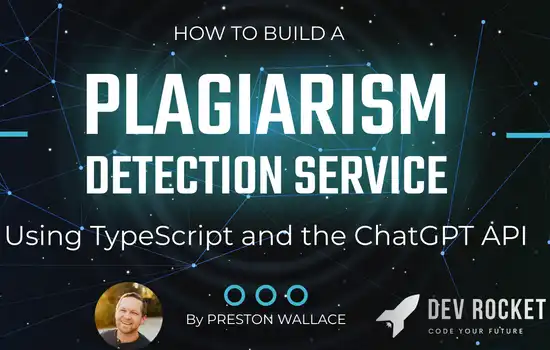 HOW TO BUILD A
PLAGIARISM
DETECTION SERVICE
Using TypeScript and the ChatGPT API
By PRESTON WALLACE
DEV ROCKET
CODE YOUR FUTURE